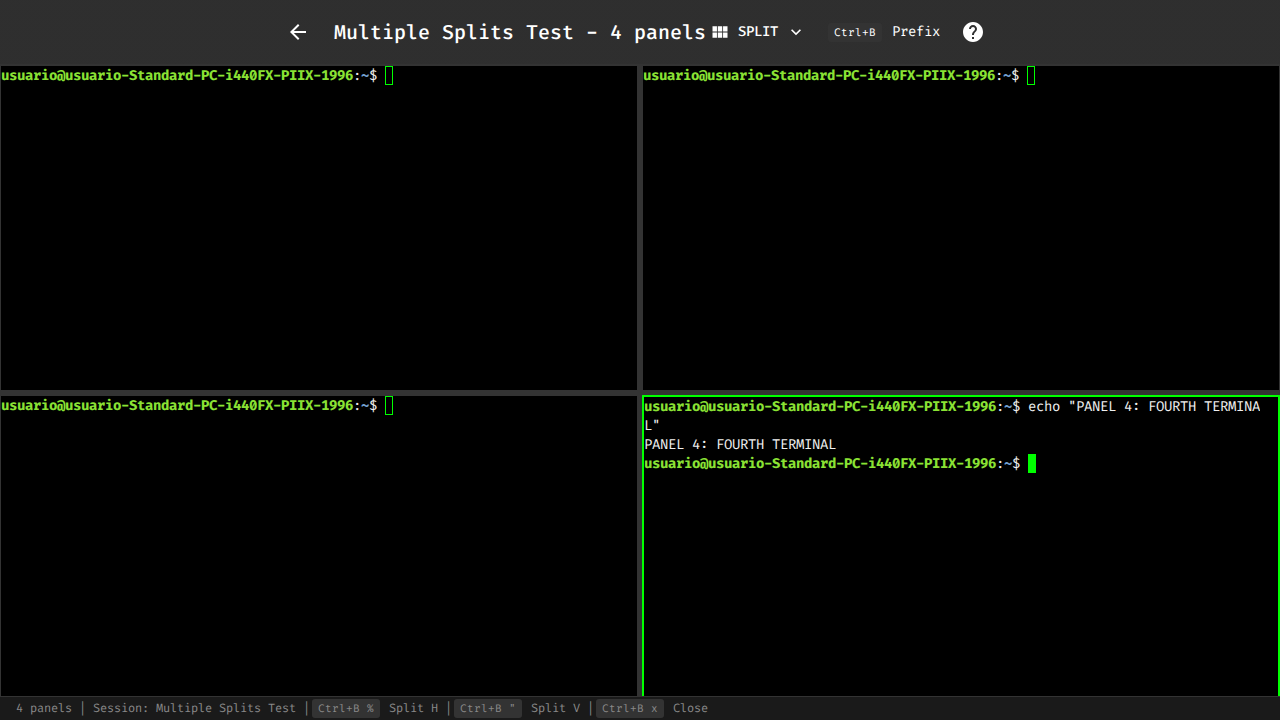 Multiple Splits Test - 4 panels SPLIT Ctrl+B Prefix ?
usuario@usuario-Standard-PC-i440FX-PIIX-1996:~$
usuario@usuario-Standard-PC-i440FX-PIIX-1996:~$
usuario@usuario-Standard-PC-i440FX-PIIX-1996:~$
usuario@usuario-Standard-PC-i440FX-PIIX-1996:~$ echo "PANEL 4: FOURTH TERMINA
L"
PANEL 4: FOURTH TERMINAL
usuario@usuario-Standard-PC-i440FX-PIIX-1996:~$
4 panels | Session: Multiple Splits Test | Ctrl+B % Split H | Ctrl+B " Split V | Ctrl+B x Close